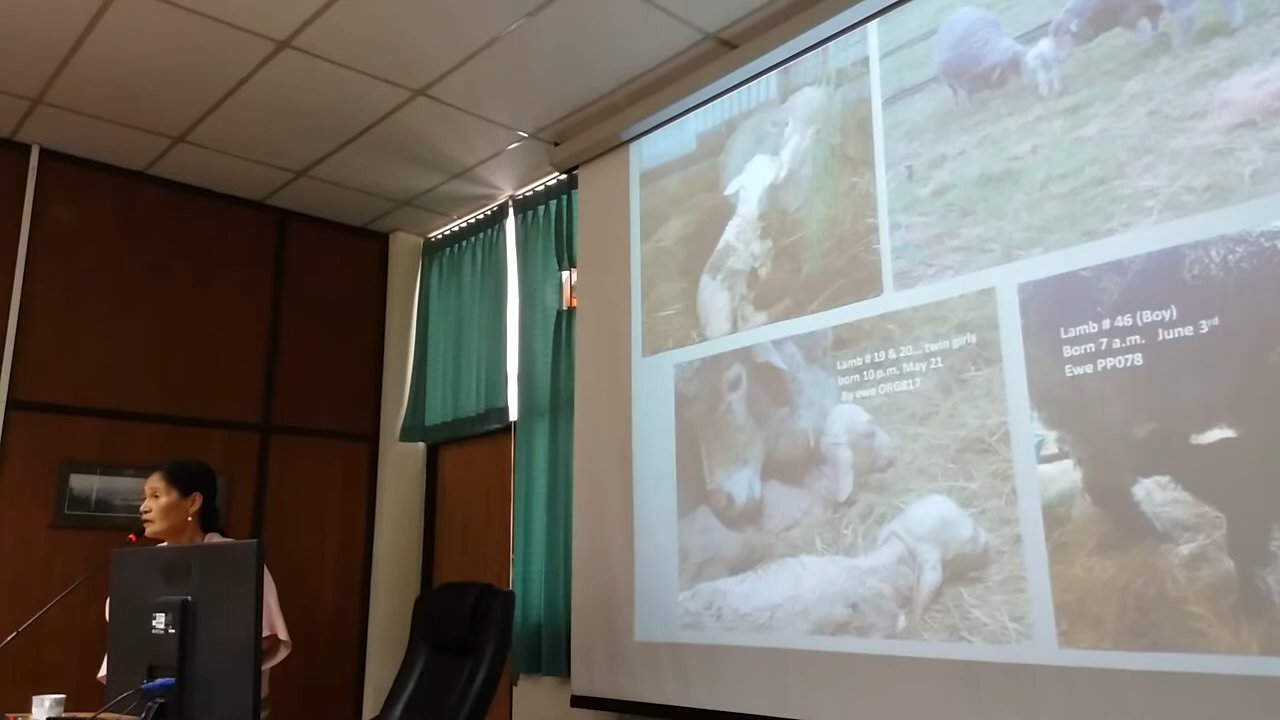 Lamb # 19 & 20... twin girls
born 10 p.m. May 21
By ewe ORG817
Lamb # 46 (Boy)
Born 7 a.m. June 3rd
Ewe PP078